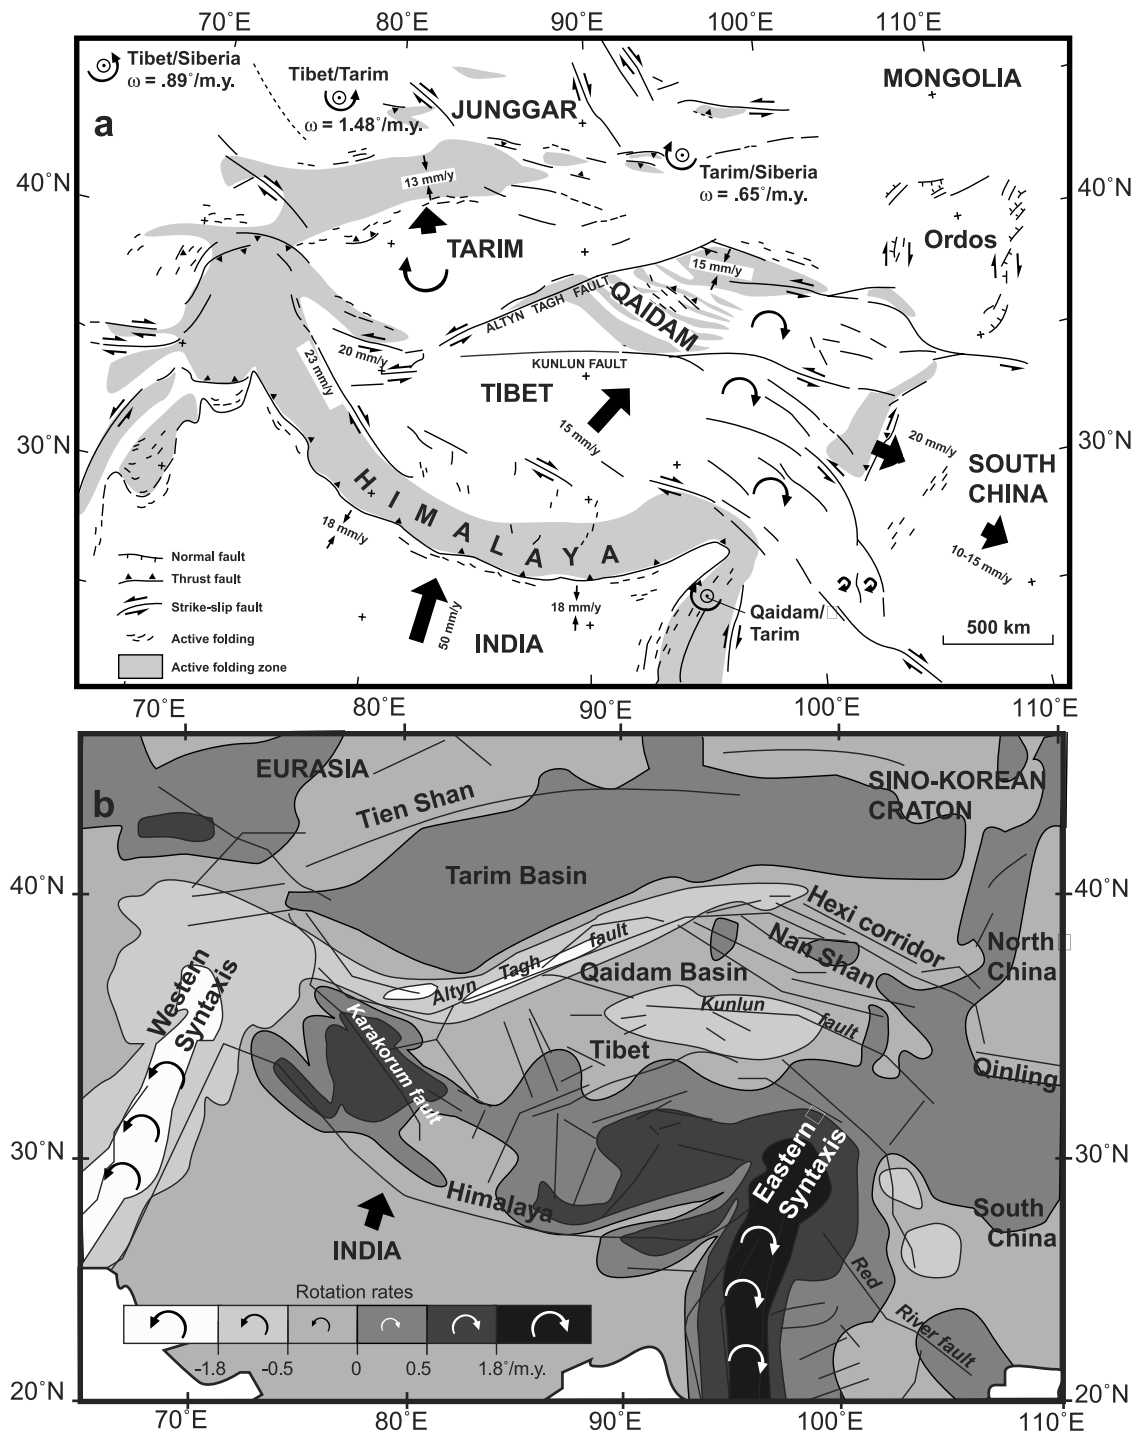 70°E 80°E 90°E 100°E 110°E
Tibet/Siberia
ω = .89°/m.y.
Tibet/Tarim
ω = 1.48°/m.y.
JUNGGAR
MONGOLIA
a
40°N
40°N
13 mm/y
Tarim/Siberia
ω = .65°/m.y.
TARIM
Ordos
15 mm/y
ALTYN TAGH FAULT
QAIDAM
20 mm/y
23 mm/y
KUNLUN FAULT
TIBET
15 mm/y
30°N
30°N
20 mm/y
SOUTH
CHINA
HIMALAYA
18 mm/y
10-15 mm/y
Normal fault
Thrust fault
Strike-slip fault
Active folding
Active folding zone
50 mm/y
18 mm/y
INDIA
Qaidam/
Tarim
500 km
70°E 80°E 90°E 100°E 110°E
b
EURASIA
SINO-KOREAN
CRATON
Tien Shan
40°N
40°N
Tarim Basin
Hexi corridor
Nan Shan
North
China
Altyn Tagh fault
Qaidam Basin
Western
Syntaxis
Kunlun fault
Karakorum fault
Tibet
Qinling
30°N
30°N
Eastern
Syntaxis
Himalaya
South
China
INDIA
Red River fault
Rotation rates
-1.8 -0.5 0 0.5 1.8°/m.y.
20°N
20°N
70°E 80°E 90°E 100°E 110°E